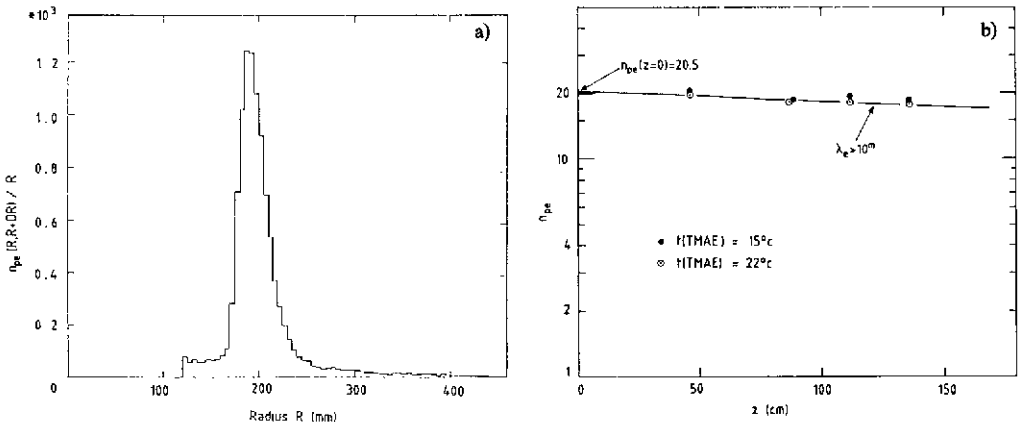 *10³
a)
1.2
1.0
0.8
0.6
0.4
0.2
n_pe (R,R+DR) / R
0
100
200
300
400
Radius R (mm)
b)
n_pe (z=0)=20.5
20
10
4
2
1
n_pe
λ_e>10^m
t(TMAE) = 15°c
t(TMAE) = 22°c
0
50
100
150
z (cm)